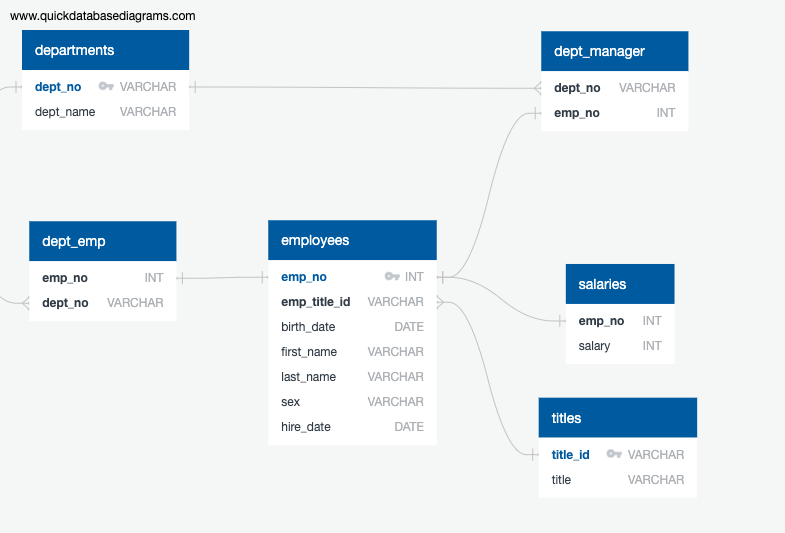 www.quickdatabasediagrams.com
departments
dept_no VARCHAR
dept_name VARCHAR
dept_manager
dept_no VARCHAR
emp_no INT
dept_emp
emp_no INT
dept_no VARCHAR
employees
emp_no INT
emp_title_id VARCHAR
birth_date DATE
first_name VARCHAR
last_name VARCHAR
sex VARCHAR
hire_date DATE
salaries
emp_no INT
salary INT
titles
title_id VARCHAR
title VARCHAR